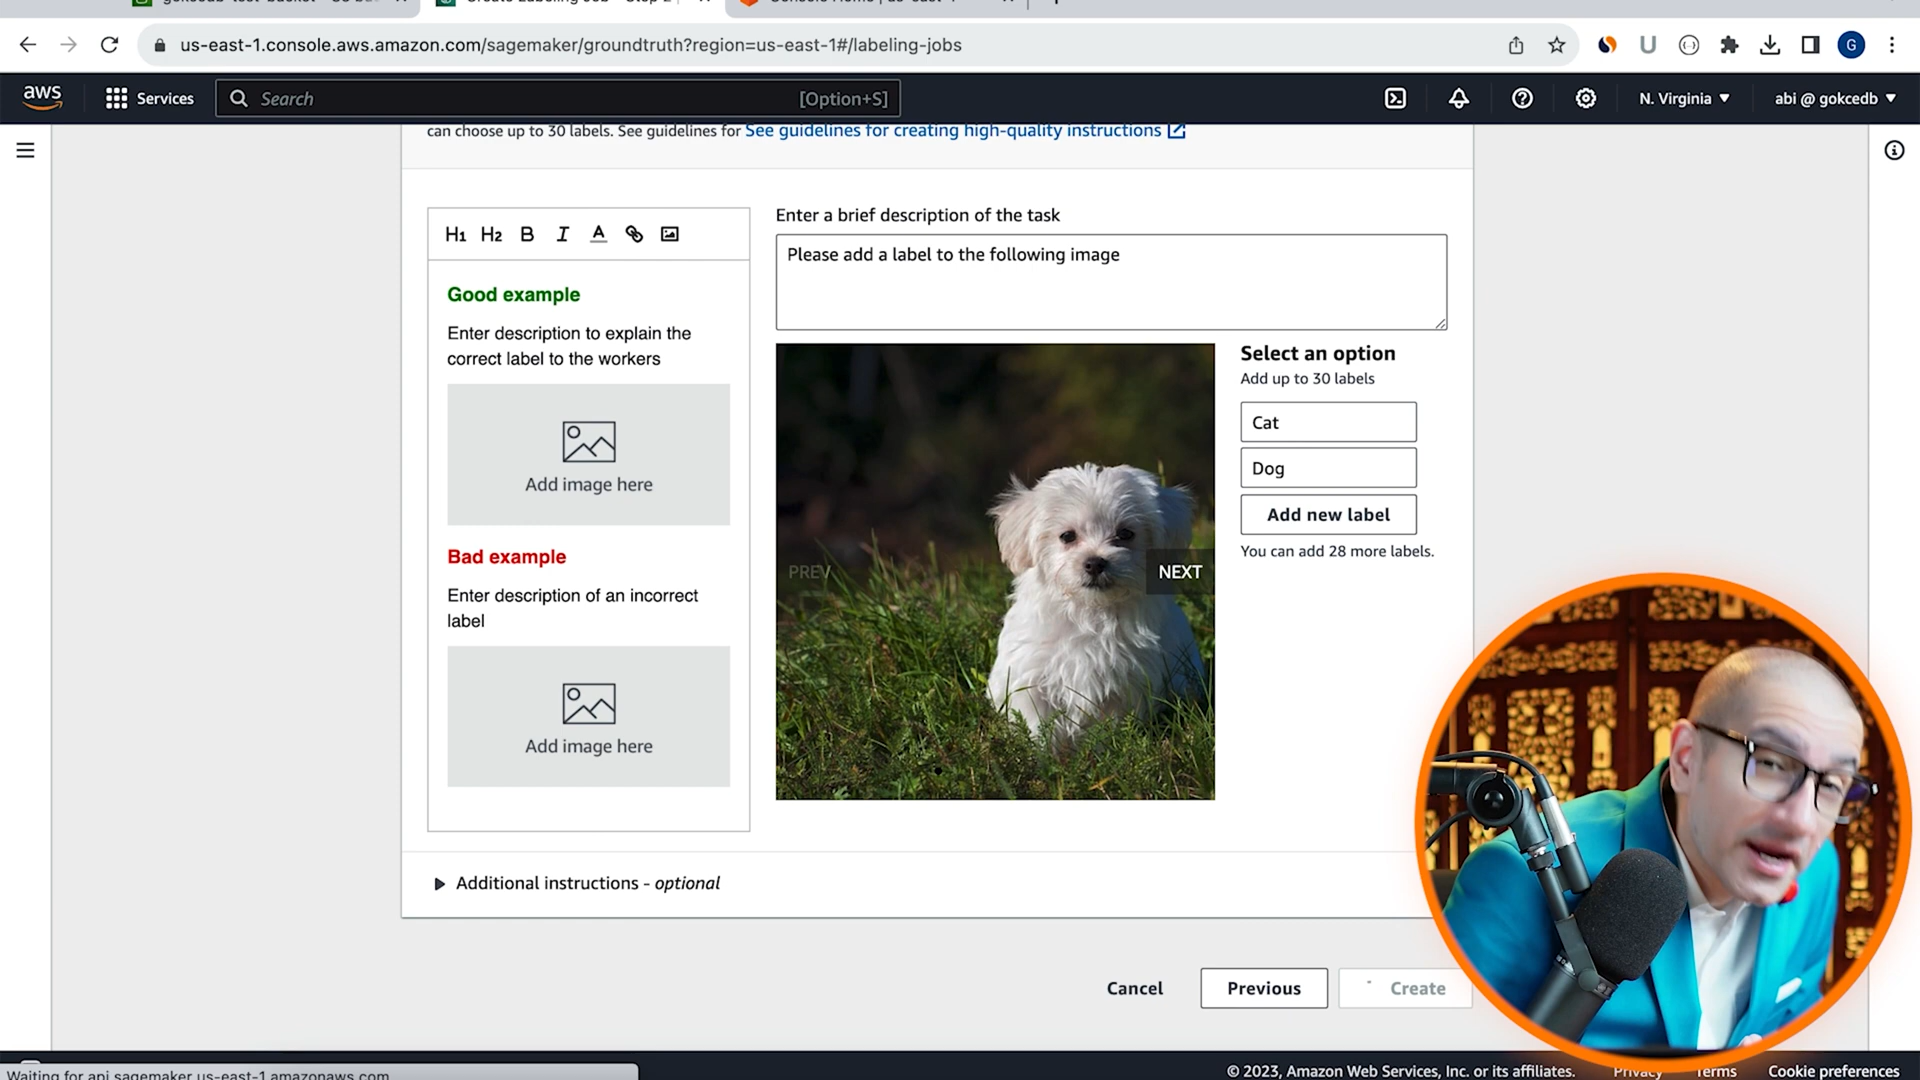 us-east-1.console.aws.amazon.com/sagemaker/groundtruth?region=us-east-1#/labeling-jobs
G
aws
Services
Search
[Option+S]
N. Virginia
abi @ gokcedb
can choose up to 30 labels. See guidelines for See guidelines for creating high-quality instructions
H1 H2 B I A
Good example
Enter description to explain the
correct label to the workers
Add image here
Bad example
Enter description of an incorrect
label
Add image here
Enter a brief description of the task
Please add a label to the following image
PREV
NEXT
Select an option
Add up to 30 labels
Cat
Dog
Add new label
You can add 28 more labels.
Additional instructions - optional
Cancel
Previous
Create
Waiting for api.sagemaker.us-east-1.amazonaws.com
© 2023, Amazon Web Services, Inc. or its affiliates.
Privacy
Terms
Cookie preferences